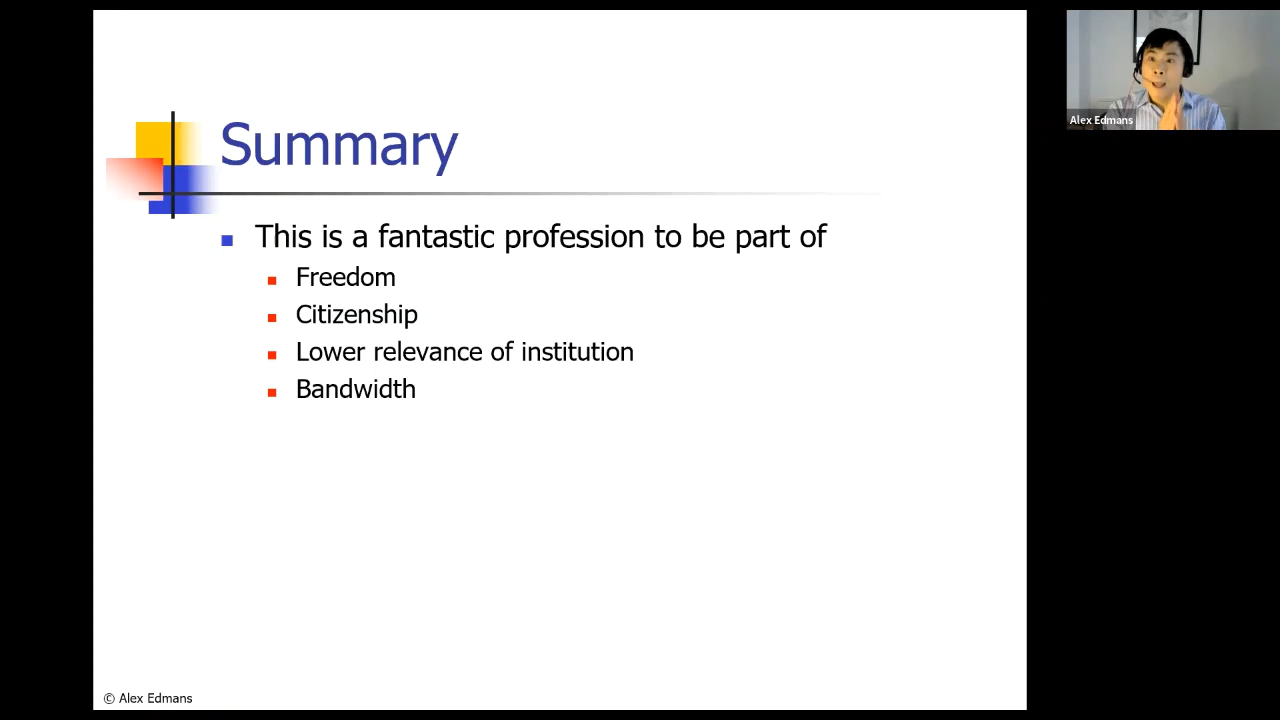 Summary
This is a fantastic profession to be part of
Freedom
Citizenship
Lower relevance of institution
Bandwidth
© Alex Edmans
Alex Edmans